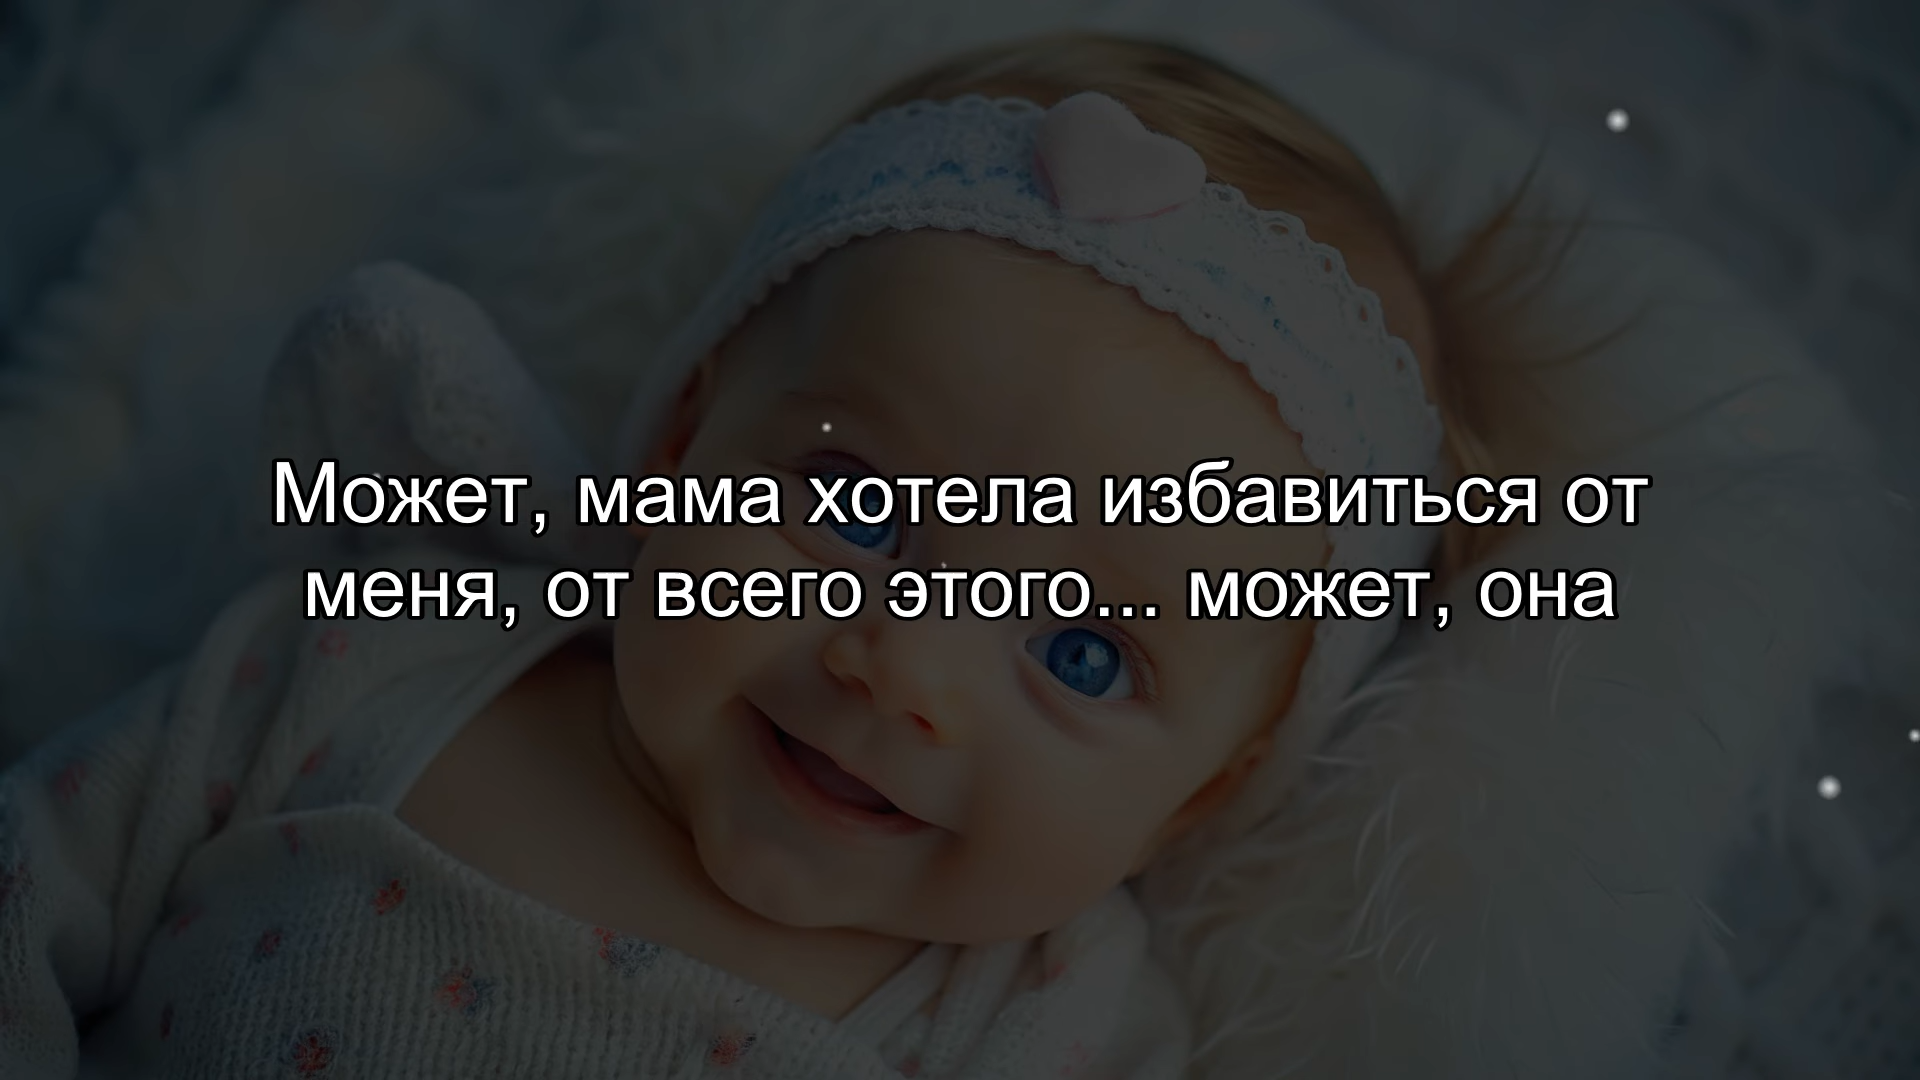 Может, мама хотела избавиться от
меня, от всего этого... может, она